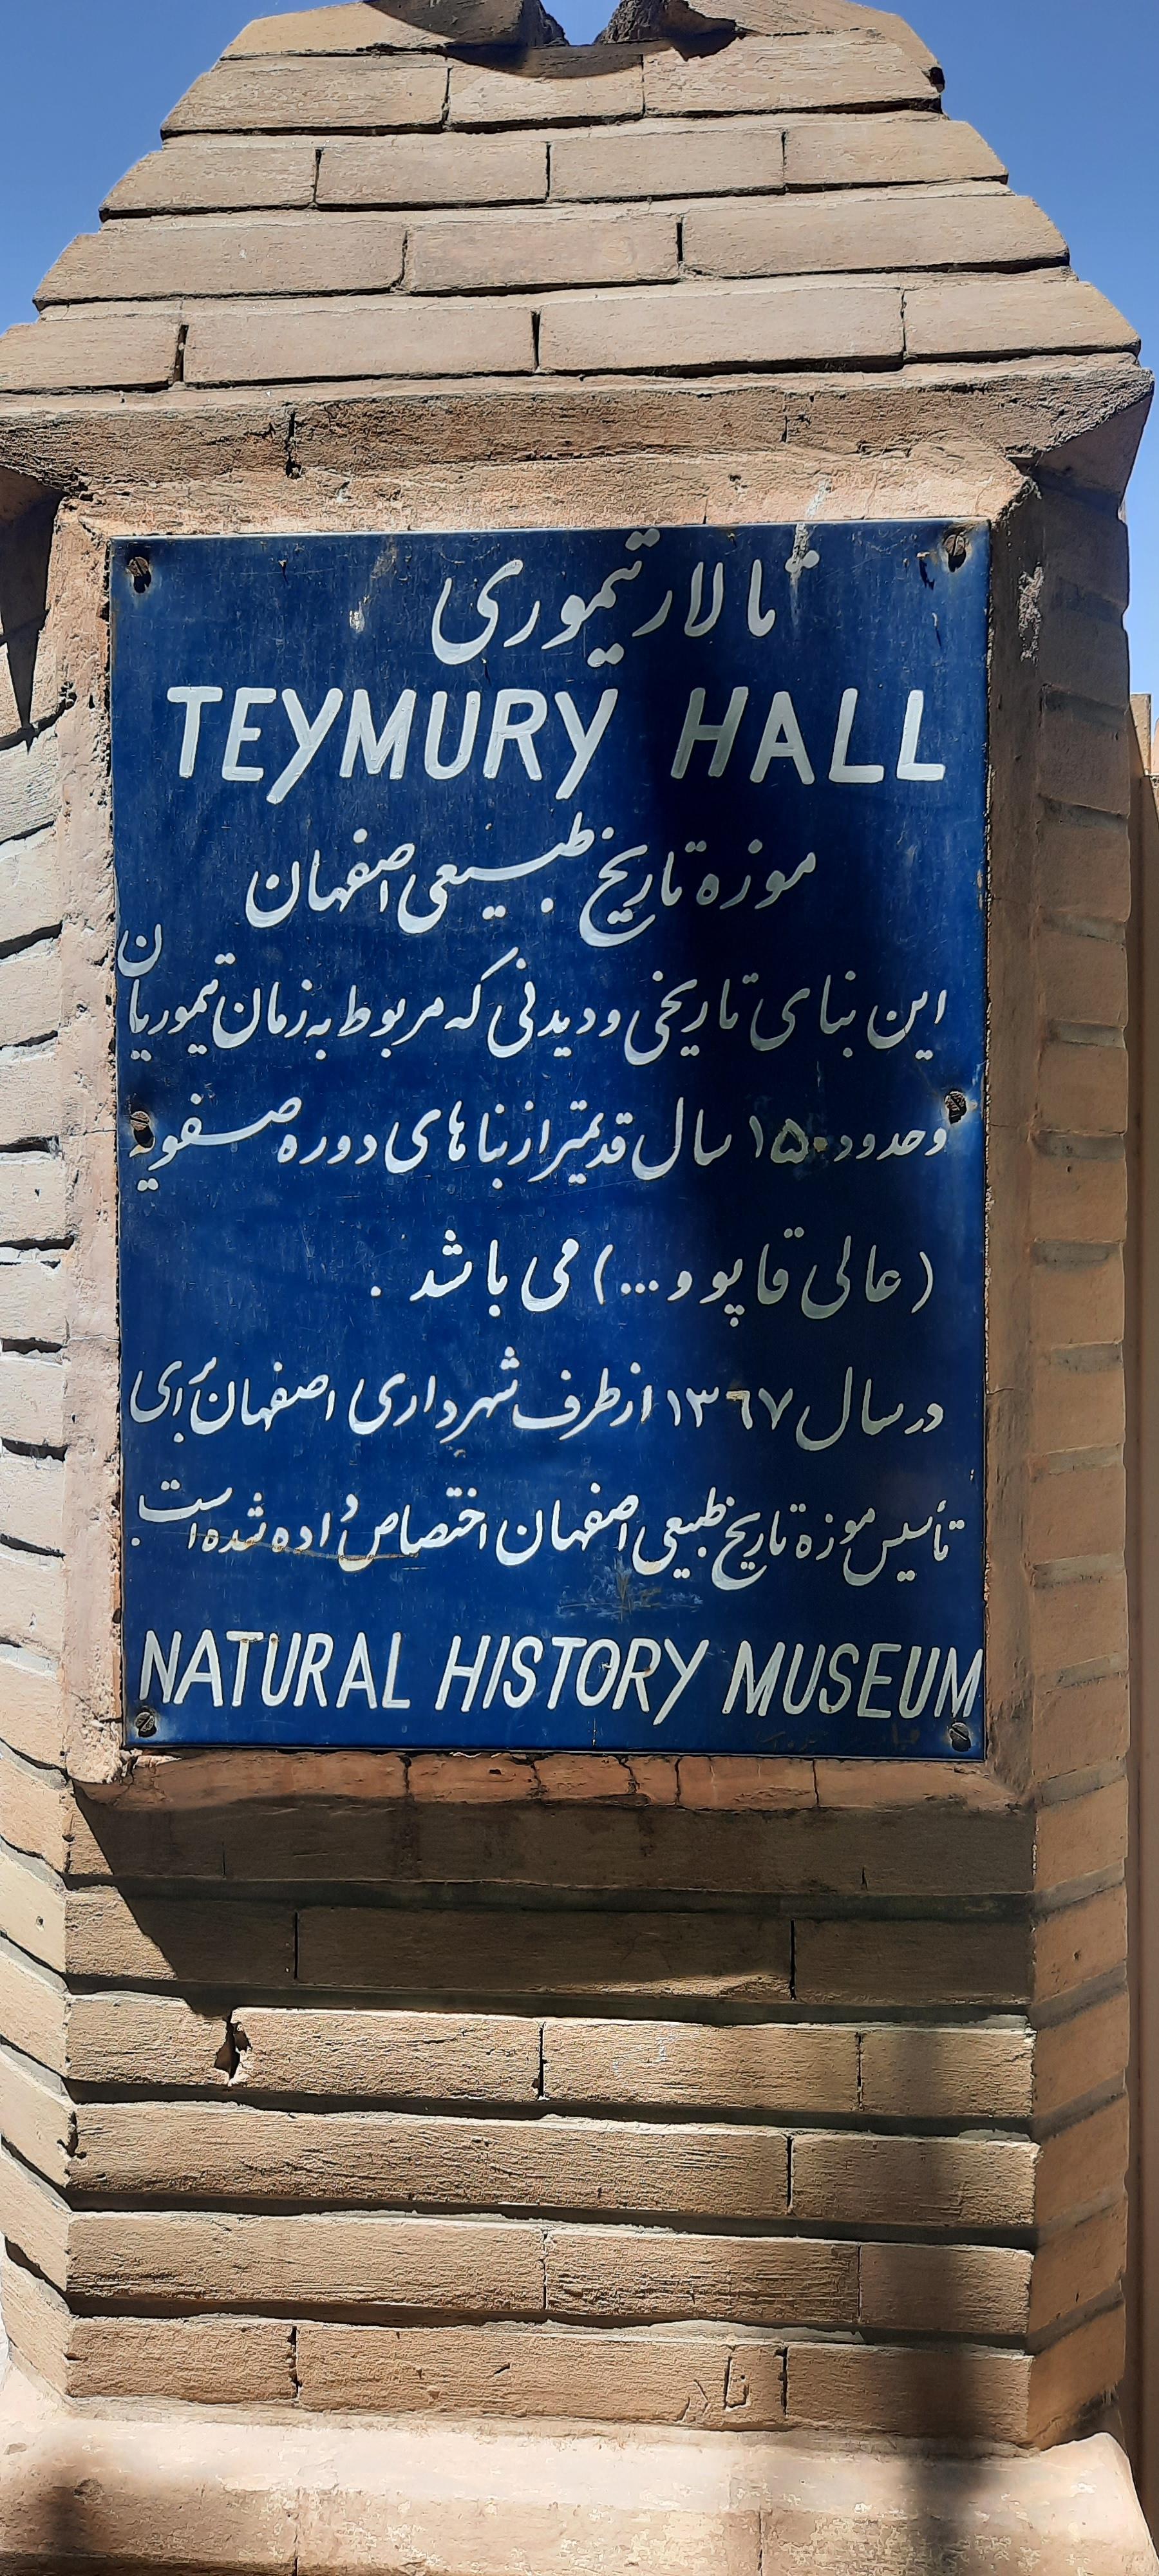 تالار تیموری
TEYMURY HALL
موزه تاریخ طبیعی اصفهان
این بنای تاریخی و دیدنی که مربوط به زمان تیموریان
و حدود ۱۵۰ سال قدیمتر از بناهای دوره صفویه
(عالی قاپو و...) می باشد .
در سال ۱۳٦۷ از طرف شهرداری اصفهان برای
تأسیس موزه تاریخ طبیعی اصفهان اختصاص داده شده است
NATURAL HISTORY MUSEUM